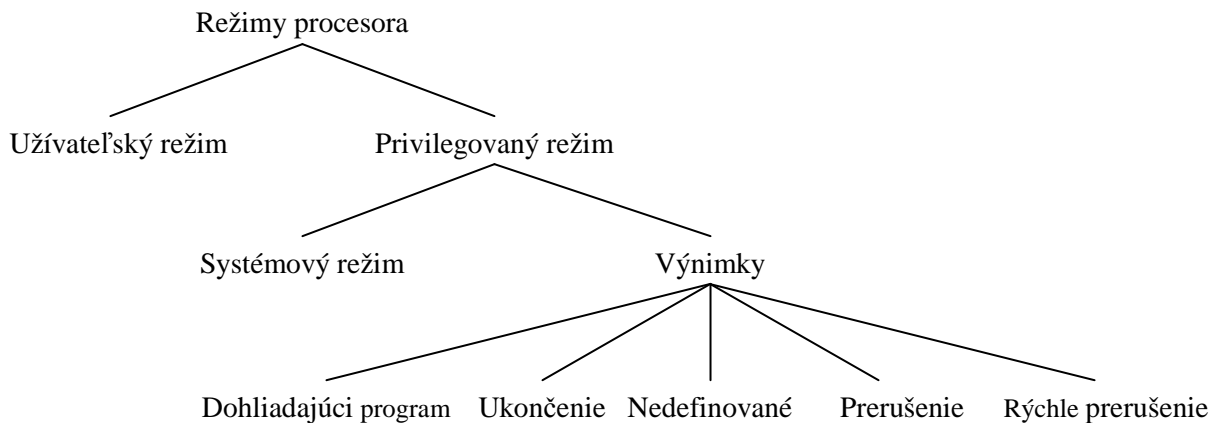 Režimy procesora
Užívateľský režim Privilegovaný režim
Systémový režim Výnimky
Dohliadajúci program Ukončenie Nedefinované Prerušenie Rýchle prerušenie